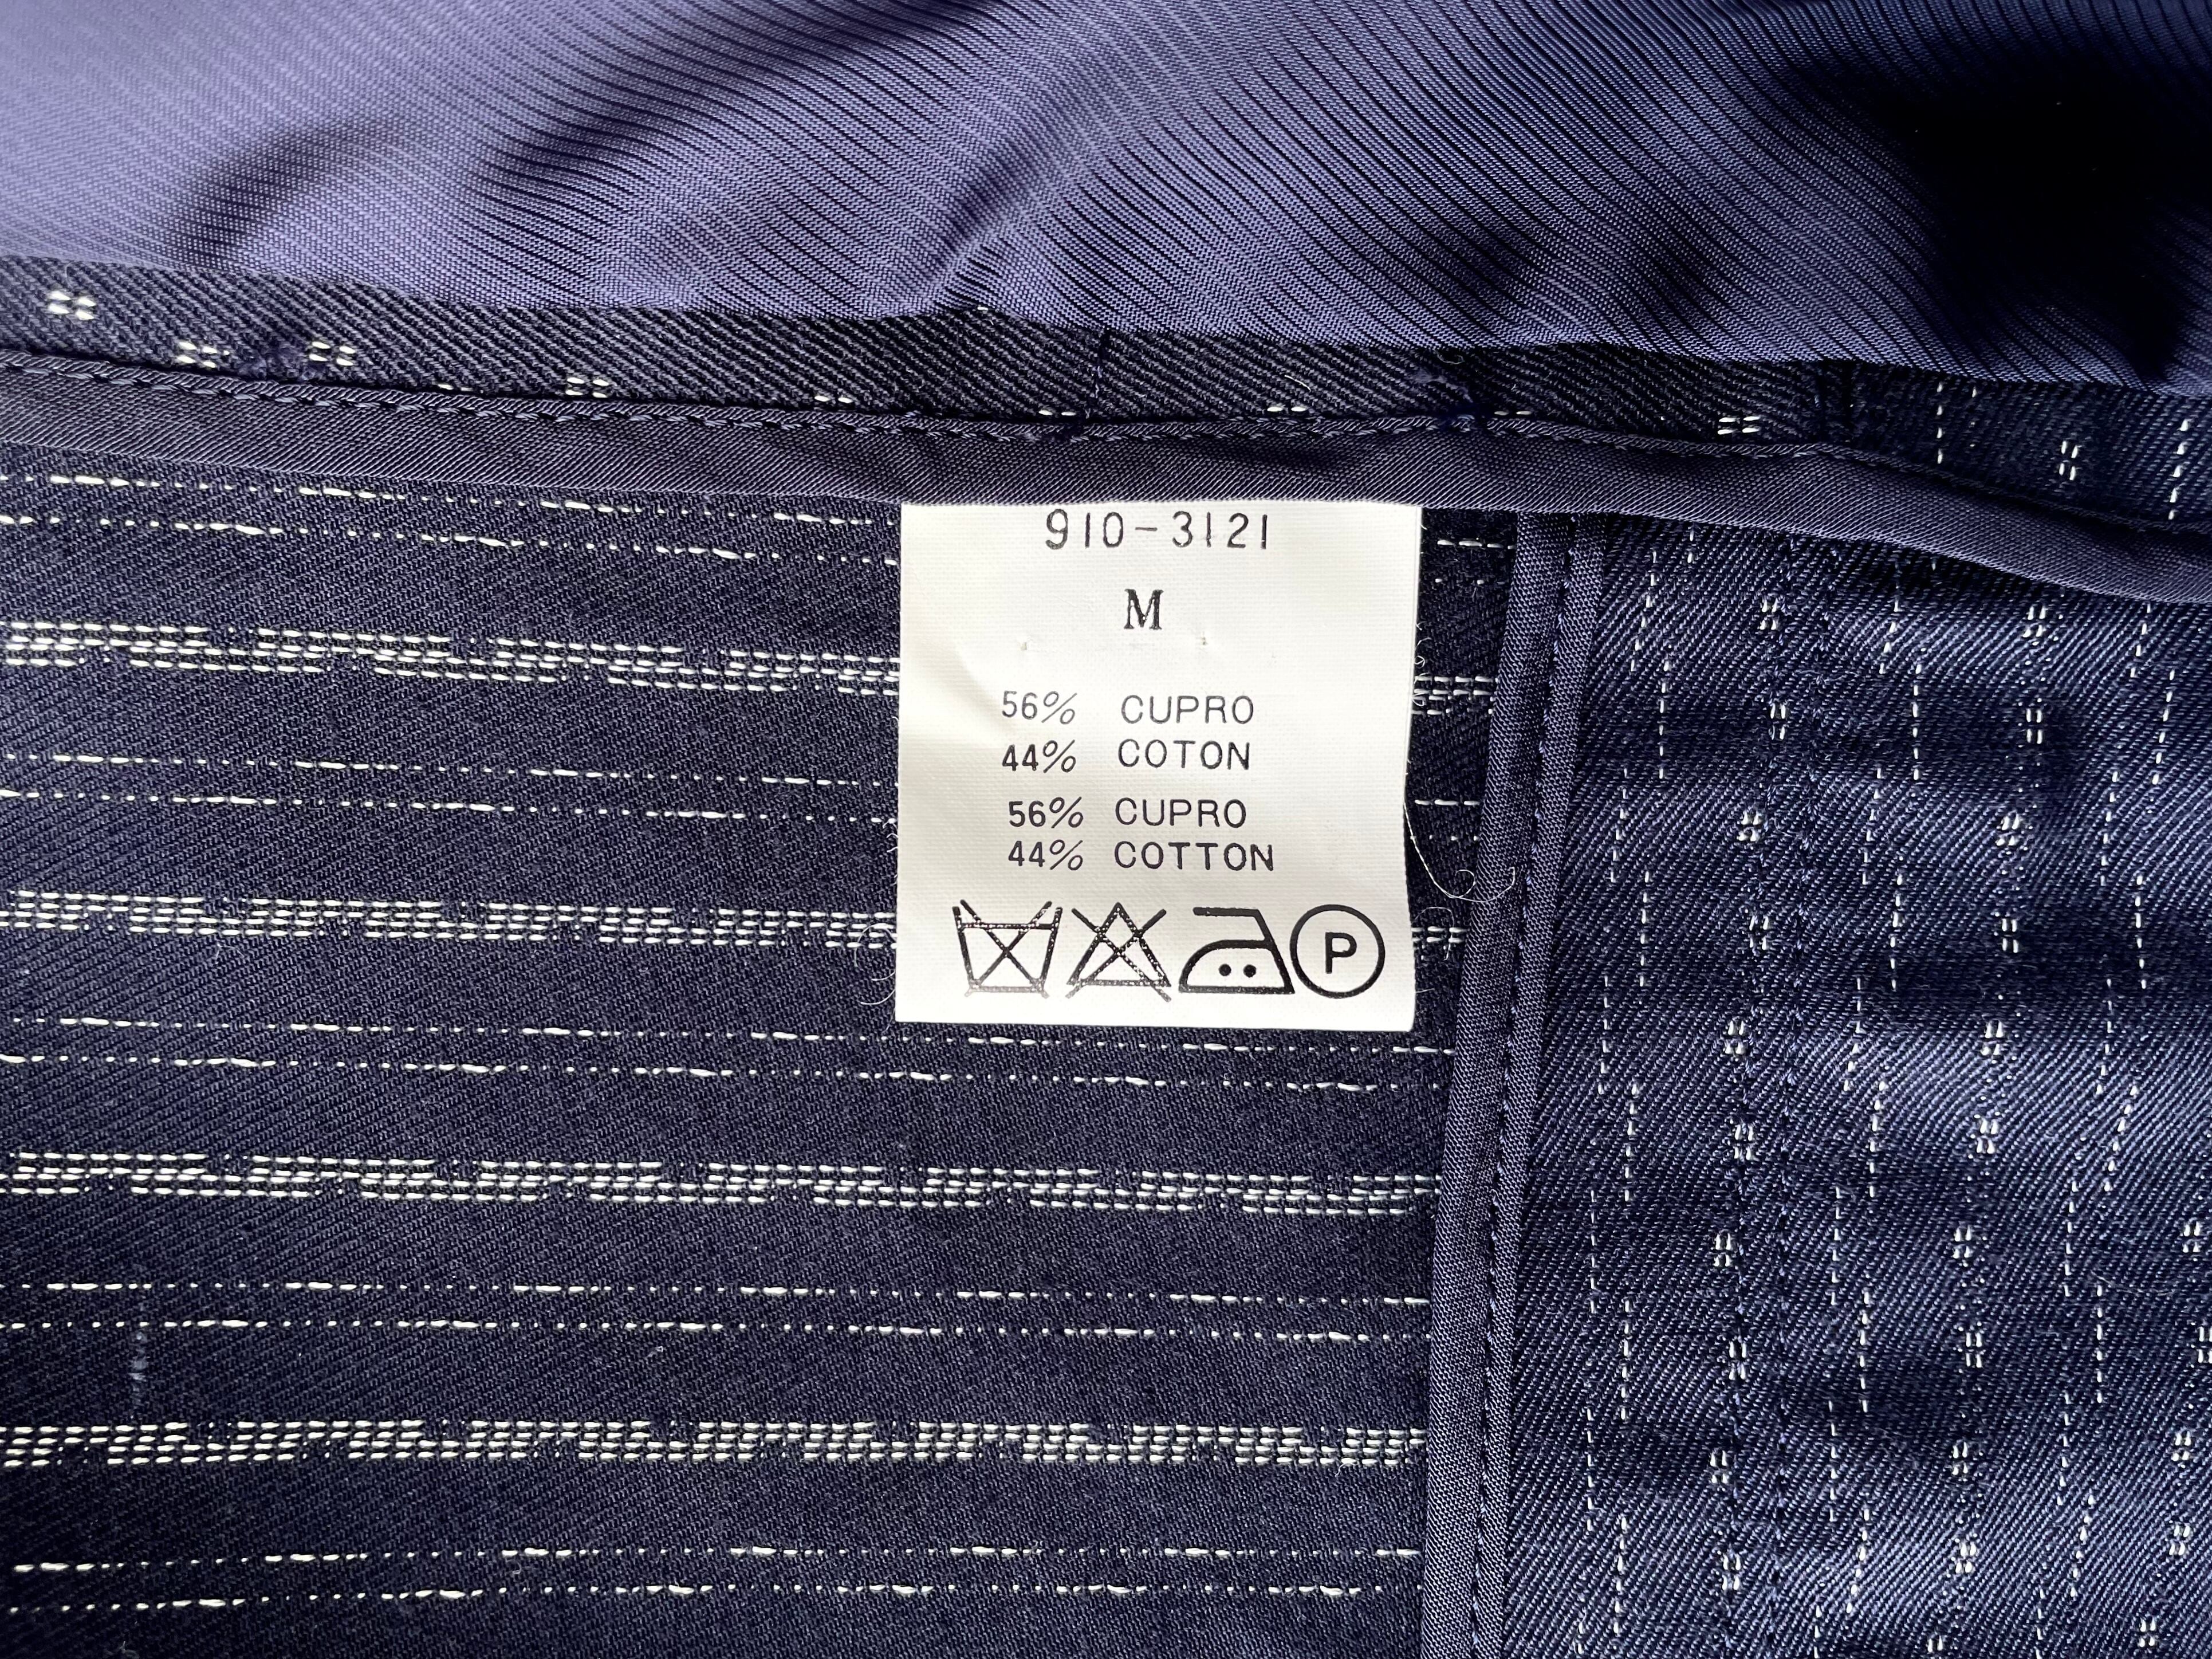 910-3121
M
56% CUPRO
44% COTON
56% CUPRO
44% COTTON
P